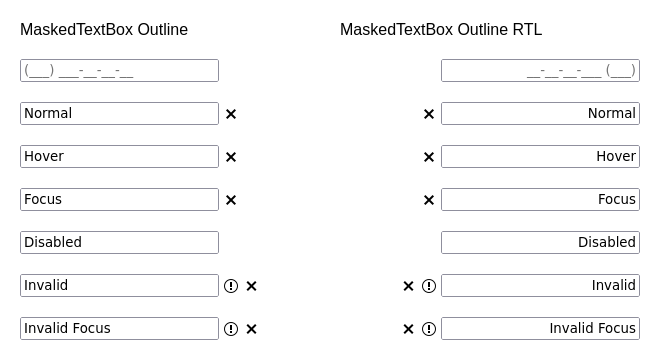 MaskedTextBox Outline
MaskedTextBox Outline RTL
(___) ___-__-__-__
__-__-__-___ (___)
Normal
Normal
Hover
Hover
Focus
Focus
Disabled
Disabled
Invalid
Invalid
Invalid Focus
Invalid Focus